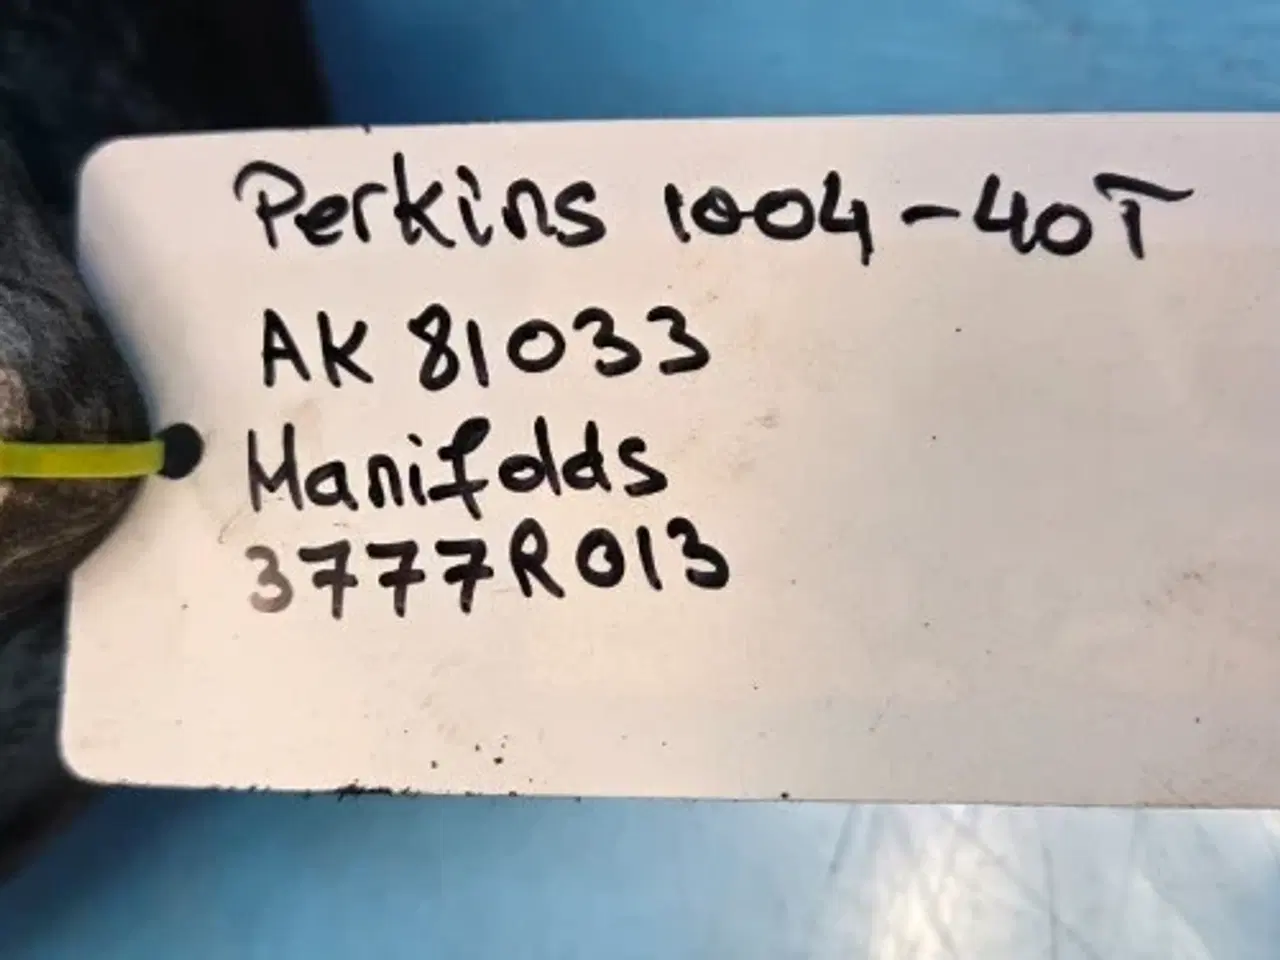 Perkins 1004-40T
AK 81033
Manifolds
3777R013